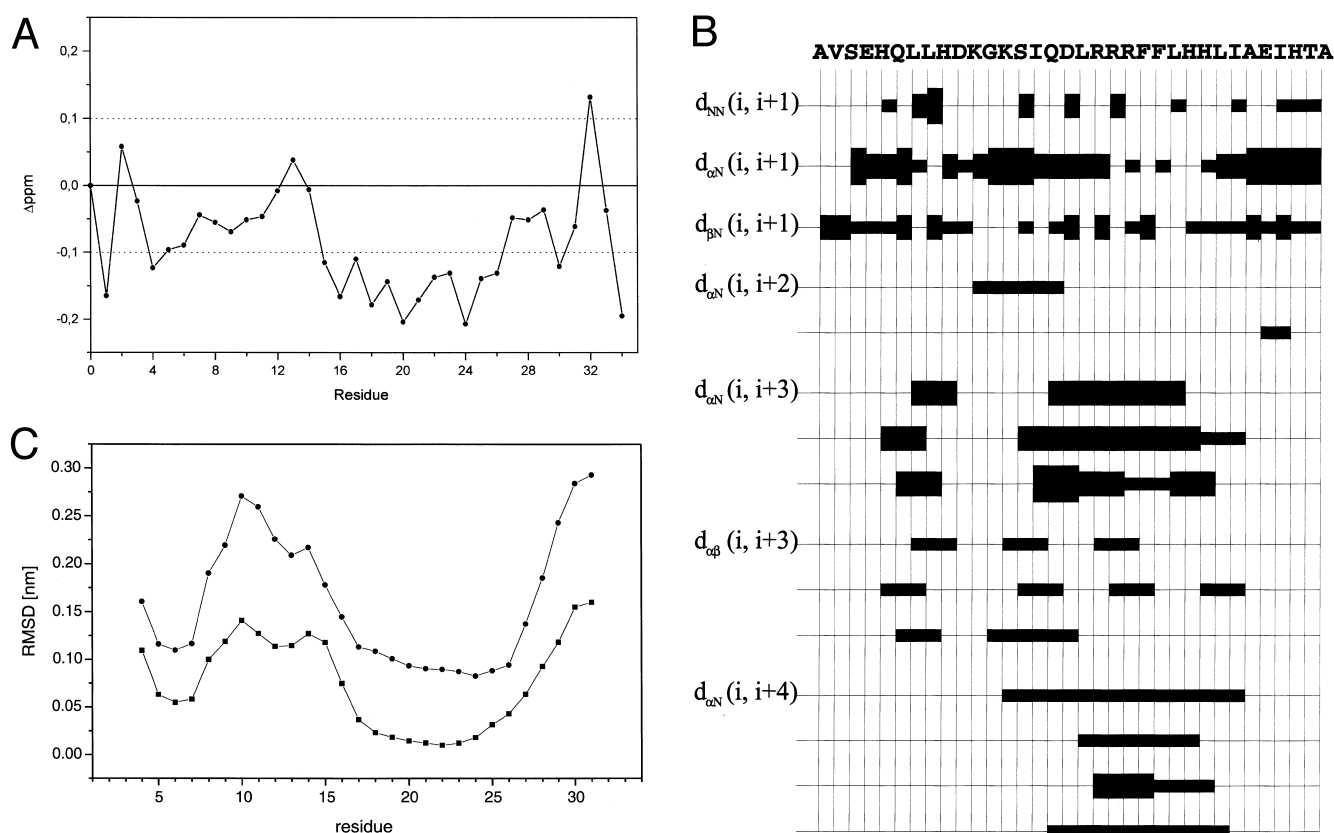 A
0,2
0,1
0,0
-0,1
-0,2
Δppm
0 4 8 12 16 20 24 28 32
Residue
B
AVSEHQLLHDKGKSIQDLRRRFFLHHLIAEIHTA
dNN (i, i+1)
dαN (i, i+1)
dβN (i, i+1)
dαN (i, i+2)
dαN (i, i+3)
dαβ (i, i+3)
dαN (i, i+4)
C
0.30
0.25
0.20
0.15
0.10
0.05
0.00
RMSD [nm]
5 10 15 20 25 30
residue